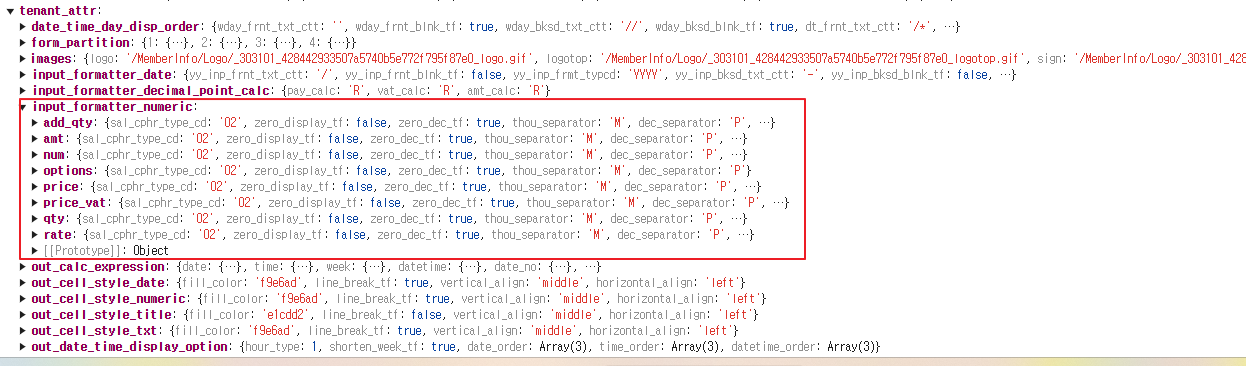 ▼ tenant_attr:
▶ date_time_day_disp_order: {wday_frnt_txt_ctt: '', wday_frnt_blnk_tf: true, wday_bksd_txt_ctt: '//', wday_bksd_blnk_tf: true, dt_frnt_txt_ctt: '/*', …}
▶ form_partition: {1: {…}, 2: {…}, 3: {…}, 4: {…}}
▶ images: {logo: '/MemberInfo/Logo/_303101_428442933507a5740b5e772f795f87e0_logo.gif', logotop: '/MemberInfo/Logo/_303101_428442933507a5740b5e772f795f87e0_logotop.gif', sign: '/MemberInfo/Logo/_303101_428
▶ input_formatter_date: {yy_inp_frnt_txt_ctt: '/', yy_inp_frnt_blnk_tf: false, yy_inp_frmt_typcd: 'YYYY', yy_inp_bksd_txt_ctt: '-', yy_inp_bksd_blnk_tf: false, …}
▶ input_formatter_decimal_point_calc: {pay_calc: 'R', vat_calc: 'R', amt_calc: 'R'}
▼ input_formatter_numeric:
▶ add_qty: {sal_cphr_type_cd: '02', zero_display_tf: false, zero_dec_tf: true, thou_separator: 'M', dec_separator: 'P', …}
▶ amt: {sal_cphr_type_cd: '02', zero_display_tf: false, zero_dec_tf: true, thou_separator: 'M', dec_separator: 'P', …}
▶ num: {sal_cphr_type_cd: '02', zero_display_tf: false, zero_dec_tf: true, thou_separator: 'M', dec_separator: 'P', …}
▶ options: {sal_cphr_type_cd: '02', zero_display_tf: false, zero_dec_tf: true, thou_separator: 'M', dec_separator: 'P'}
▶ price: {sal_cphr_type_cd: '02', zero_display_tf: false, zero_dec_tf: true, thou_separator: 'M', dec_separator: 'P', …}
▶ price_vat: {sal_cphr_type_cd: '02', zero_display_tf: false, zero_dec_tf: true, thou_separator: 'M', dec_separator: 'P', …}
▶ qty: {sal_cphr_type_cd: '02', zero_display_tf: false, zero_dec_tf: true, thou_separator: 'M', dec_separator: 'P', …}
▶ rate: {sal_cphr_type_cd: '02', zero_display_tf: false, zero_dec_tf: true, thou_separator: 'M', dec_separator: 'P', …}
▶ [[Prototype]]: Object
▶ out_calc_expression: {date: {…}, time: {…}, week: {…}, datetime: {…}, date_no: {…}, …}
▶ out_cell_style_date: {fill_color: 'f9e6ad', line_break_tf: true, vertical_align: 'middle', horizontal_align: 'left'}
▶ out_cell_style_numeric: {fill_color: 'f9e6ad', line_break_tf: true, vertical_align: 'middle', horizontal_align: 'left'}
▶ out_cell_style_title: {fill_color: 'e1cdd2', line_break_tf: false, vertical_align: 'middle', horizontal_align: 'left'}
▶ out_cell_style_txt: {fill_color: 'f9e6ad', line_break_tf: true, vertical_align: 'middle', horizontal_align: 'left'}
▶ out_date_time_display_option: {hour_type: 1, shorten_week_tf: true, date_order: Array(3), time_order: Array(3), datetime_order: Array(3)}